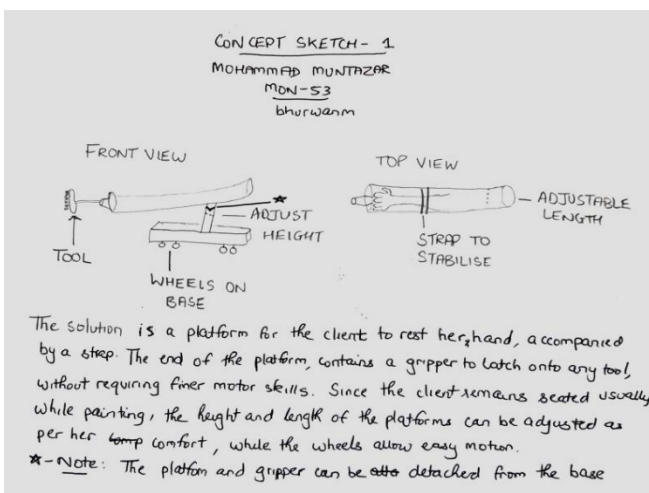 CONCEPT SKETCH - 1
MOHAMMAD MUNTAZAR
MON-53
bhurwanm
FRONT VIEW
TOOL
ADJUST
HEIGHT
WHEELS ON
BASE
TOP VIEW
ADJUSTABLE
LENGTH
STRAP TO
STABILISE
The solution is a platform for the client to rest her hand, accompanied
by a strap. The end of the platform, contains a gripper to latch onto any tool,
without requiring finer motor skills. Since the client remains seated usually
while painting, the height and length of the platforms can be adjusted as
per her comfort, while the wheels allow easy motion.
★-Note: The platform and gripper can be detached from the base